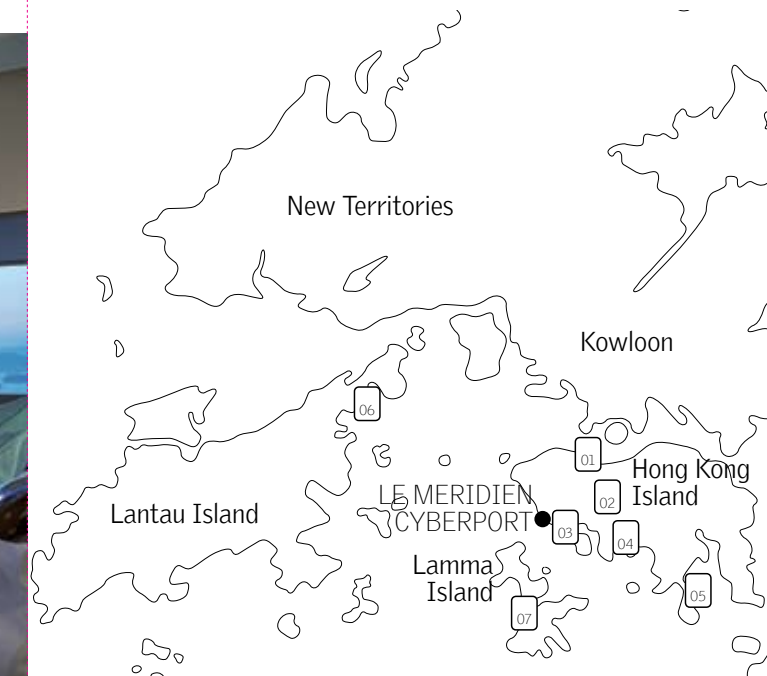 New Territories
Kowloon
06
01
Hong Kong
Island
02
LE MERIDIEN
CYBERPORT
Lantau Island
03
04
Lamma
Island
05
07